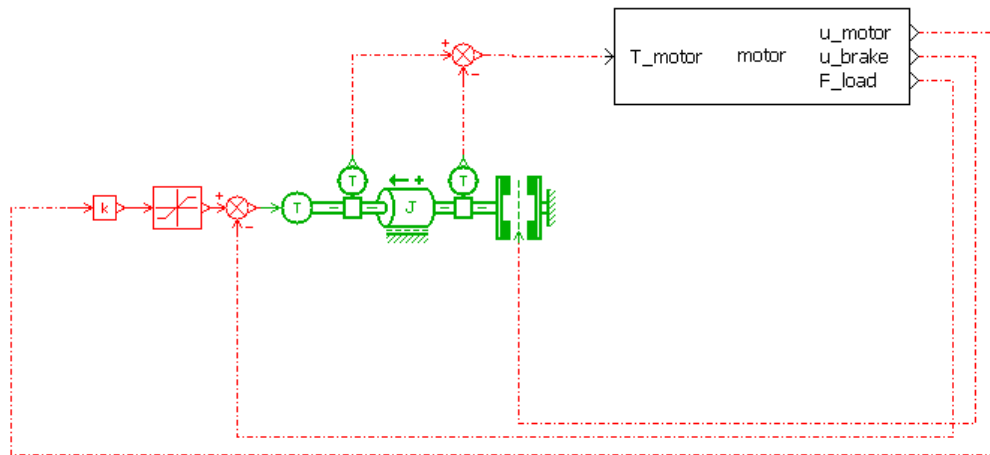 u_motor
T_motor motor u_brake
F_load
+
-
T T
← +
k + T J
-